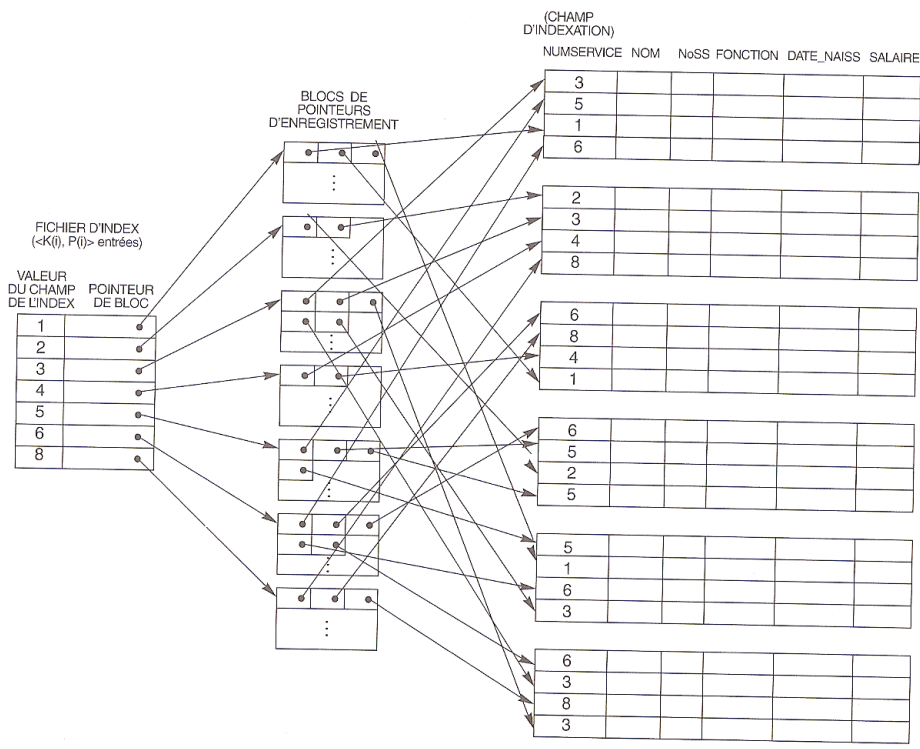 (CHAMP
D'INDEXATION)
NUMSERVICE NOM NoSS FONCTION DATE_NAISS SALAIRE
3
5
1
6
2
3
4
8
6
8
4
1
6
5
2
5
5
1
6
3
6
3
8
3
BLOCS DE
POINTEURS
D'ENREGISTREMENT
FICHIER D'INDEX
(<K(i), P(i)> entrées)
VALEUR
DU CHAMP
DE L'INDEX
POINTEUR
DE BLOC
1
2
3
4
5
6
8